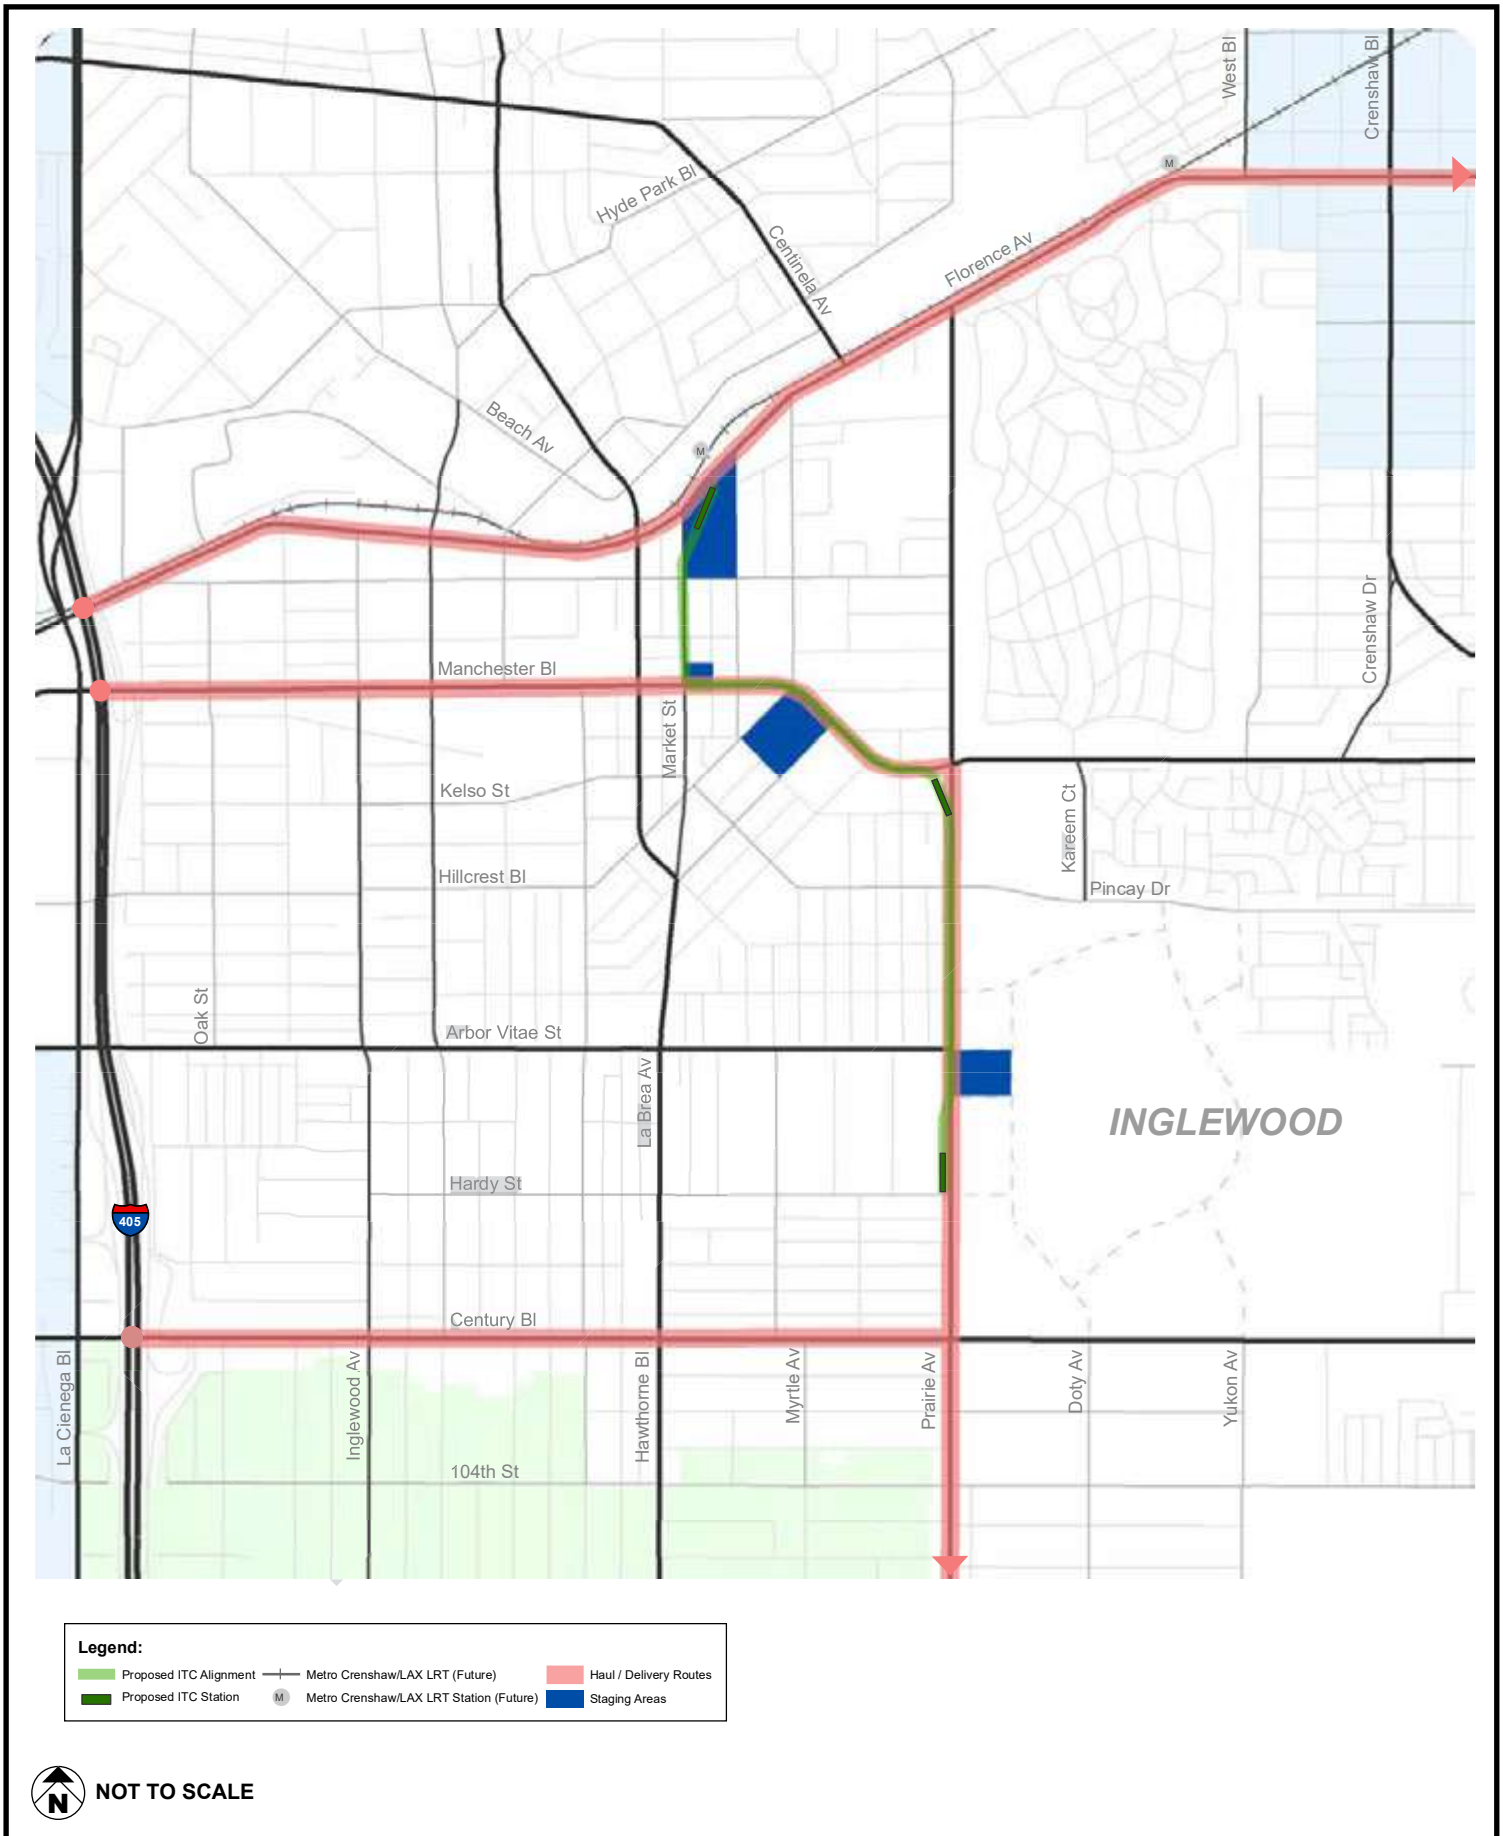 West Bl
Crenshaw Bl
M
Hyde Park Bl
Centinela Av
Florence Av
Beach Av
M
Crenshaw Dr
Manchester Bl
Market St
Kelso St
Kareem Ct
Hillcrest Bl
Pincay Dr
Oak St
Arbor Vitae St
La Brea Av
INGLEWOOD
Hardy St
405
Century Bl
La Cienega Bl
Inglewood Av
Hawthorne Bl
Myrtle Av
Prairie Av
Doty Av
Yukon Av
104th St
Legend:
Proposed ITC Alignment
Metro Crenshaw/LAX LRT (Future)
Haul / Delivery Routes
Proposed ITC Station
M
Metro Crenshaw/LAX LRT Station (Future)
Staging Areas
N
NOT TO SCALE